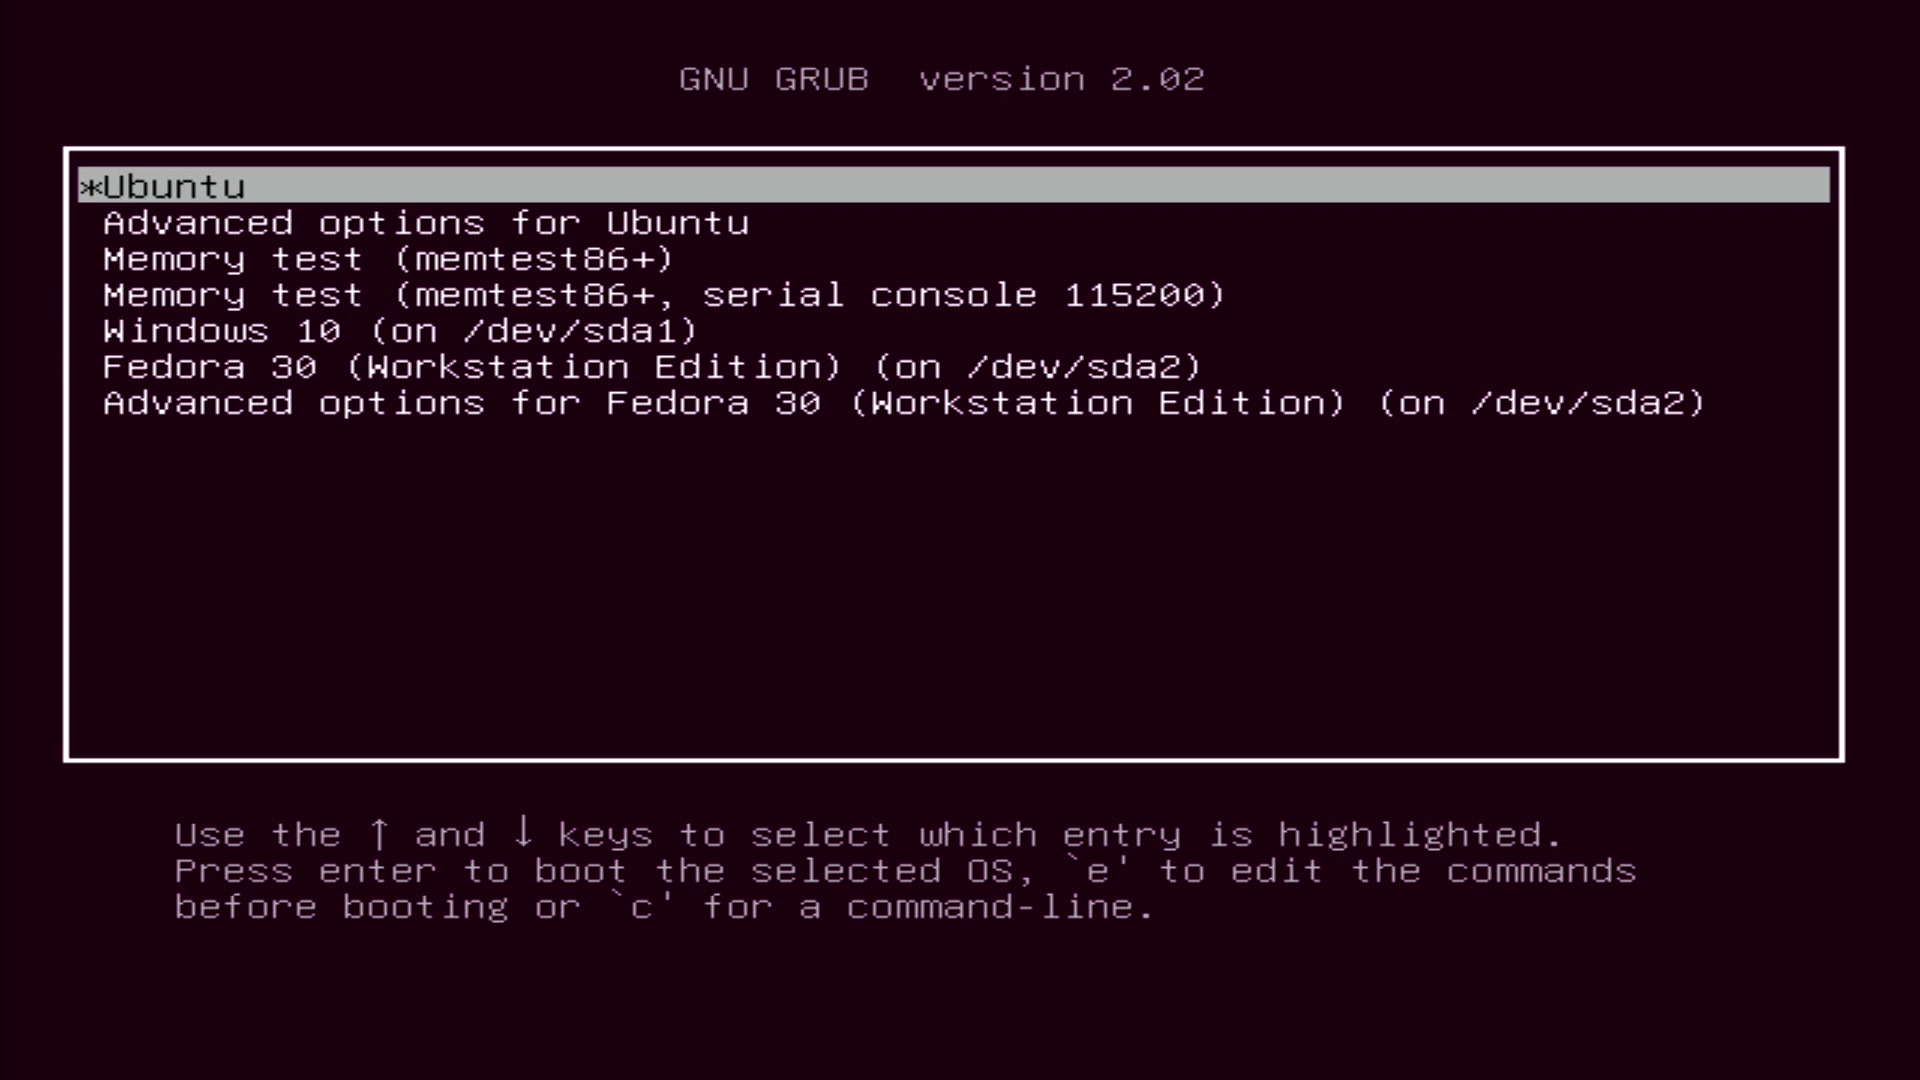 GNU GRUB  version 2.02
*Ubuntu
Advanced options for Ubuntu
Memory test (memtest86+)
Memory test (memtest86+, serial console 115200)
Windows 10 (on /dev/sda1)
Fedora 30 (Workstation Edition) (on /dev/sda2)
Advanced options for Fedora 30 (Workstation Edition) (on /dev/sda2)
Use the ↑ and ↓ keys to select which entry is highlighted.
Press enter to boot the selected OS, `e' to edit the commands
before booting or `c' for a command-line.